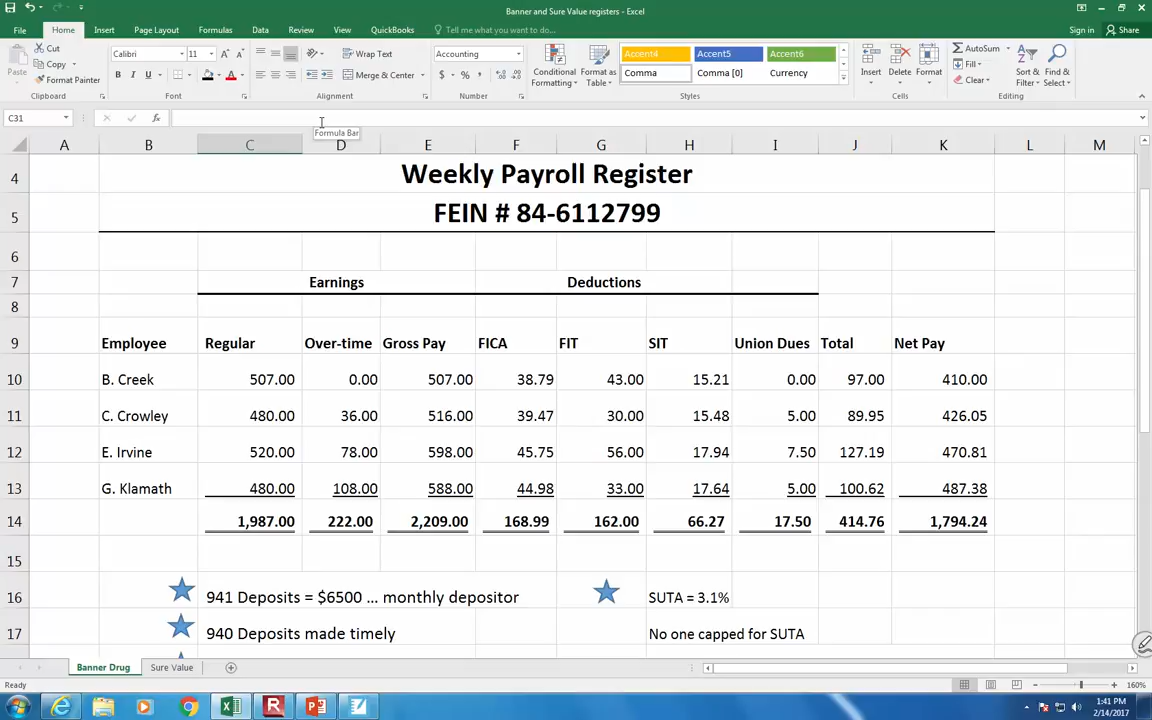 Banner and Sure Value registers - Excel
File Home Insert Page Layout Formulas Data Review View QuickBooks Tell me what you want to do... Sign in Share
Cut
Copy
Format Painter
Paste
Clipboard
Calibri 11
B I U
Font
Wrap Text
Merge & Center
Alignment
Accounting
$ % ,
Number
Conditional Formatting
Format as Table
Accent4 Accent5 Accent6
Comma Comma [0] Currency
Styles
Insert Delete Format
Cells
AutoSum
Fill
Clear
Sort & Filter
Find & Select
Editing
C31 fx
Formula Bar
A B C D E F G H I J K L M
4 Weekly Payroll Register
5 FEIN # 84-6112799
6
7 Earnings Deductions
8
9 Employee Regular Over-time Gross Pay FICA FIT SIT Union Dues Total Net Pay
10 B. Creek 507.00 0.00 507.00 38.79 43.00 15.21 0.00 97.00 410.00
11 C. Crowley 480.00 36.00 516.00 39.47 30.00 15.48 5.00 89.95 426.05
12 E. Irvine 520.00 78.00 598.00 45.75 56.00 17.94 7.50 127.19 470.81
13 G. Klamath 480.00 108.00 588.00 44.98 33.00 17.64 5.00 100.62 487.38
14 1,987.00 222.00 2,209.00 168.99 162.00 66.27 17.50 414.76 1,794.24
15
16 941 Deposits = $6500 ... monthly depositor SUTA = 3.1%
17 940 Deposits made timely No one capped for SUTA
Banner Drug Sure Value
Ready 160%
1:41 PM
2/14/2017